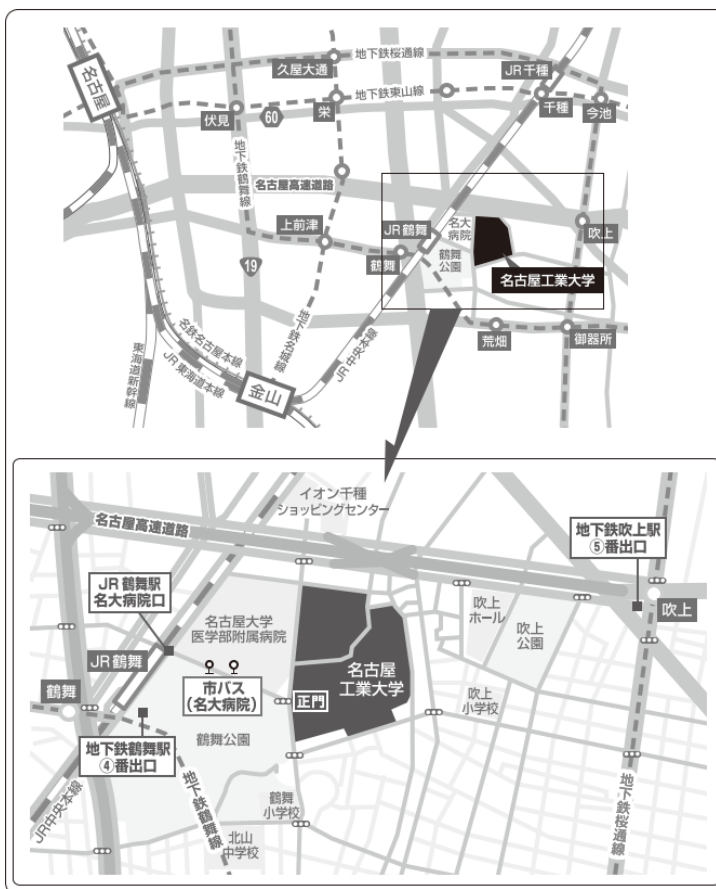 地下鉄桜通線
久屋大通
JR千種
名古屋
地下鉄東山線
栄
千種
今池
伏見
60
地下鉄鶴舞線
名古屋高速道路
上前津
JR鶴舞
名大
病院
吹上
鶴舞
鶴舞
公園
19
名古屋工業大学
地下鉄名城線
荒畑
御器所
名鉄名古屋本線
JR東海道本線
東海道新幹線
JR中央本線
金山
イオン千種
ショッピングセンター
名古屋高速道路
地下鉄吹上駅
⑤番出口
JR鶴舞駅
名大病院口
名古屋大学
医学部附属病院
吹上
ホール
吹上
公園
吹上
JR鶴舞
名古屋
工業大学
市バス
(名大病院)
正門
鶴舞
吹上
小学校
地下鉄鶴舞駅
④番出口
鶴舞公園
地下鉄鶴舞線
JR中央本線
鶴舞
小学校
北山
中学校
地下鉄桜通線